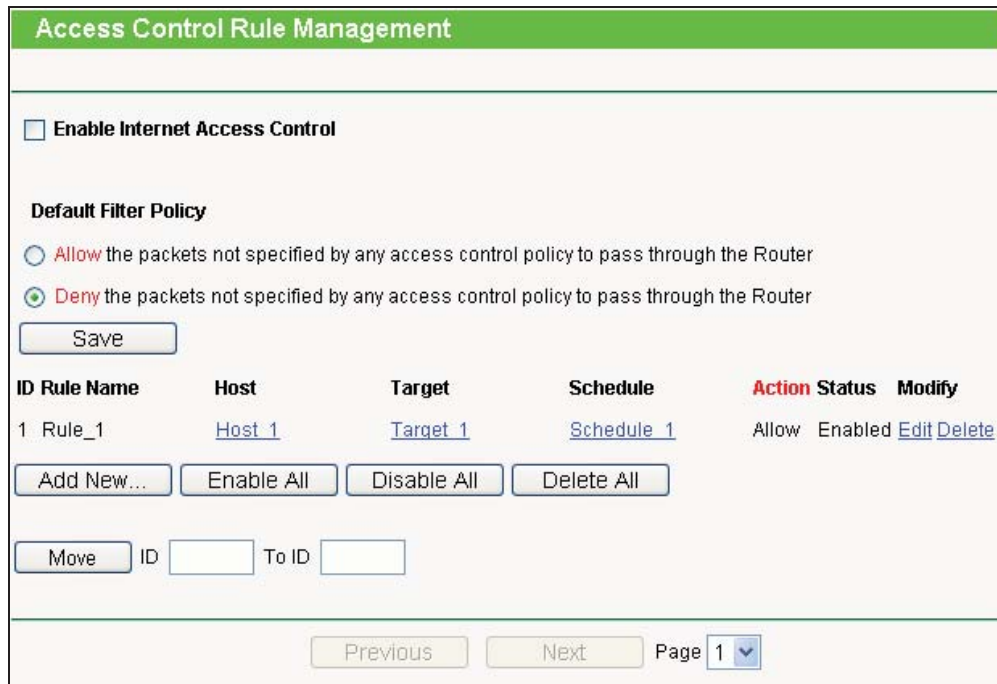 Access Control Rule Management
Enable Internet Access Control
Default Filter Policy
Allow the packets not specified by any access control policy to pass through the Router
Deny the packets not specified by any access control policy to pass through the Router
Save
ID Rule Name Host Target Schedule Action Status Modify
1 Rule_1 Host_1 Target_1 Schedule_1 Allow Enabled Edit Delete
Add New... Enable All Disable All Delete All
Move ID To ID
Previous Next Page 1